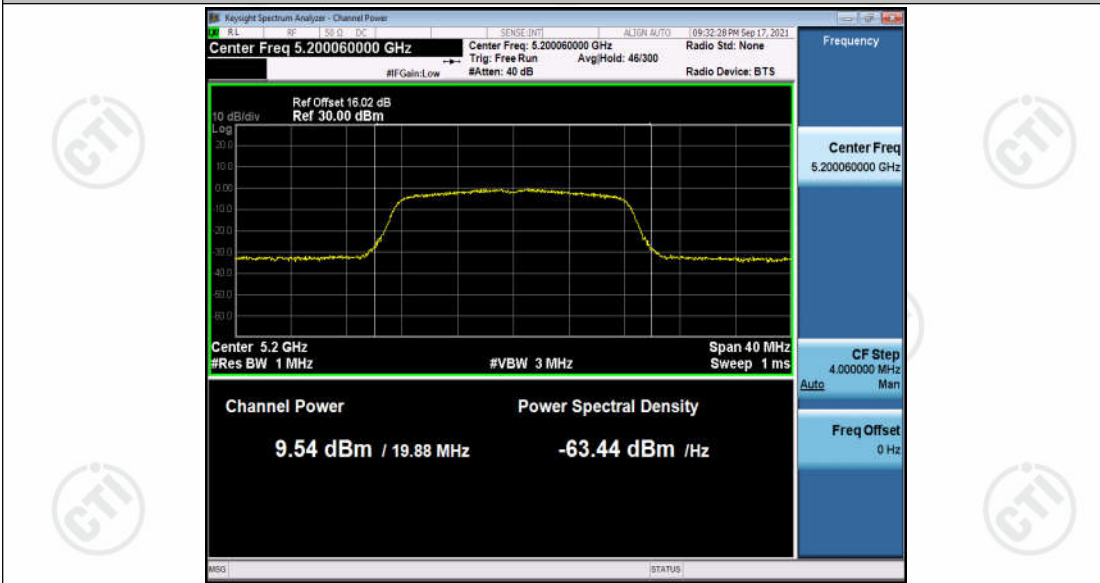 Keysight Spectrum Analyzer - Channel Power
RL RF 50 Ω DC SENSE:INT ALIGN AUTO 09:32:28 PM Sep 17, 2021
Center Freq 5.200060000 GHz
Center Freq: 5.200060000 GHz
Radio Std: None
Trig: Free Run Avg|Hold: 46/300
#IFGain:Low #Atten: 40 dB
Radio Device: BTS
Ref Offset 16.02 dB
10 dB/div Ref 30.00 dBm
Log
20.0
10.0
0.00
-10.0
-20.0
-30.0
-40.0
-50.0
-60.0
Center 5.2 GHz Span 40 MHz
#Res BW 1 MHz #VBW 3 MHz Sweep 1 ms
Channel Power Power Spectral Density
9.54 dBm / 19.88 MHz -63.44 dBm /Hz
MSG STATUS
Frequency
Center Freq
5.200060000 GHz
CF Step
4.000000 MHz
Auto Man
Freq Offset
0 Hz
CTI
CTI
CTI
CTI